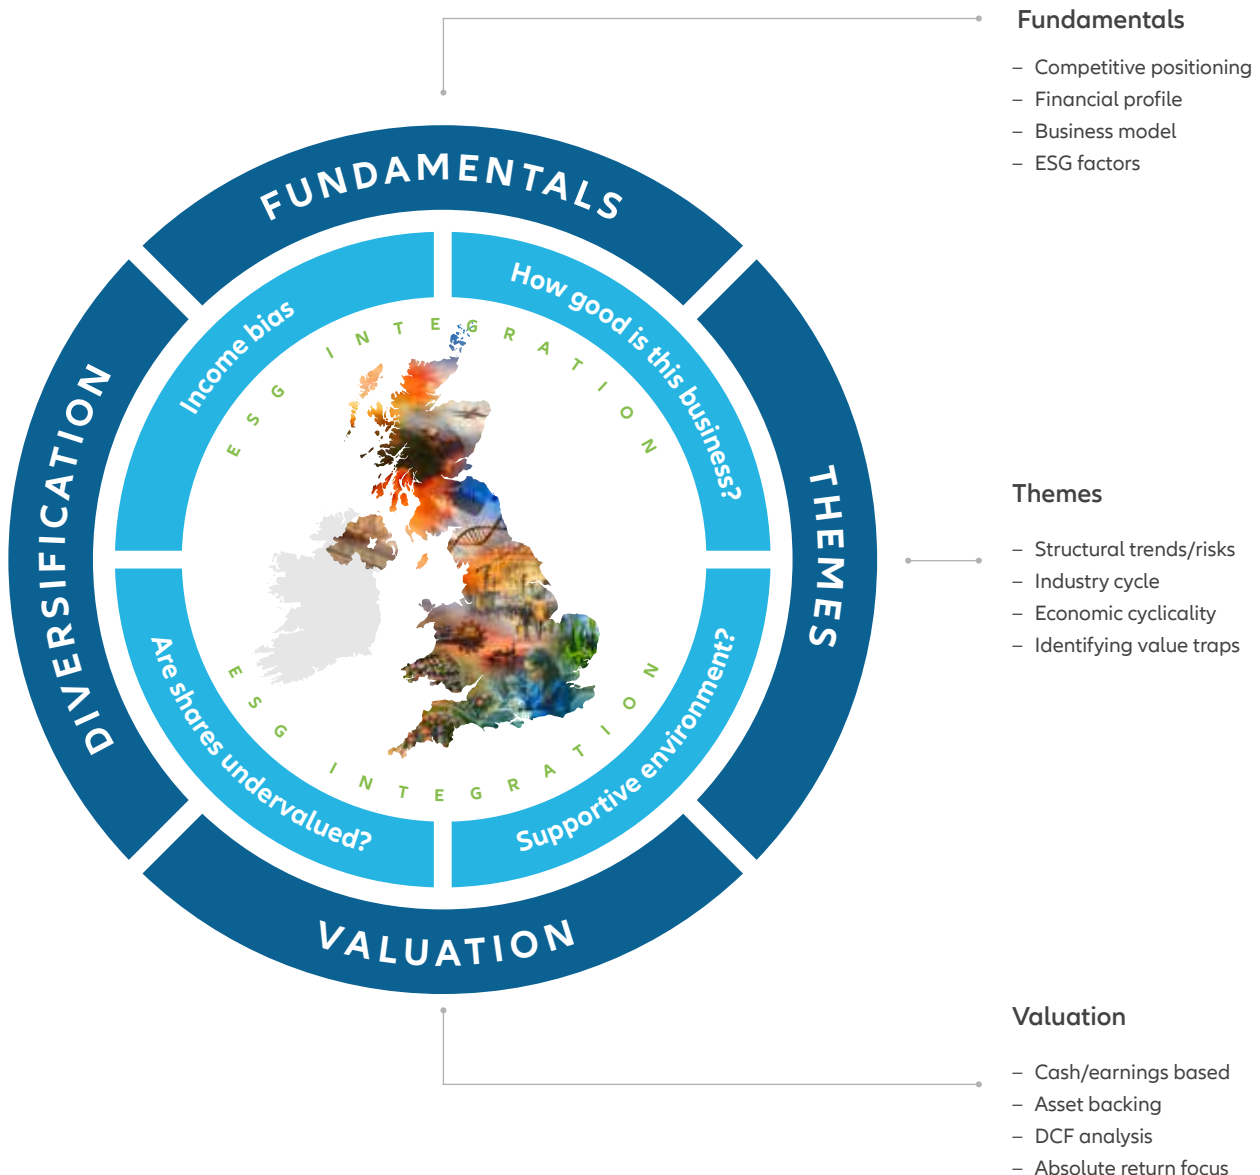 Fundamentals
– Competitive positioning
– Financial profile
– Business model
– ESG factors
FUNDAMENTALS
Income bias
How good is this business?
ESG INTEGRATION
DIVERSIFICATION
THEMES
Themes
– Structural trends/risks
– Industry cycle
– Economic cyclicality
– Identifying value traps
Are shares undervalued?
Supportive environment?
ESG INTEGRATION
VALUATION
Valuation
– Cash/earnings based
– Asset backing
– DCF analysis
– Absolute return focus